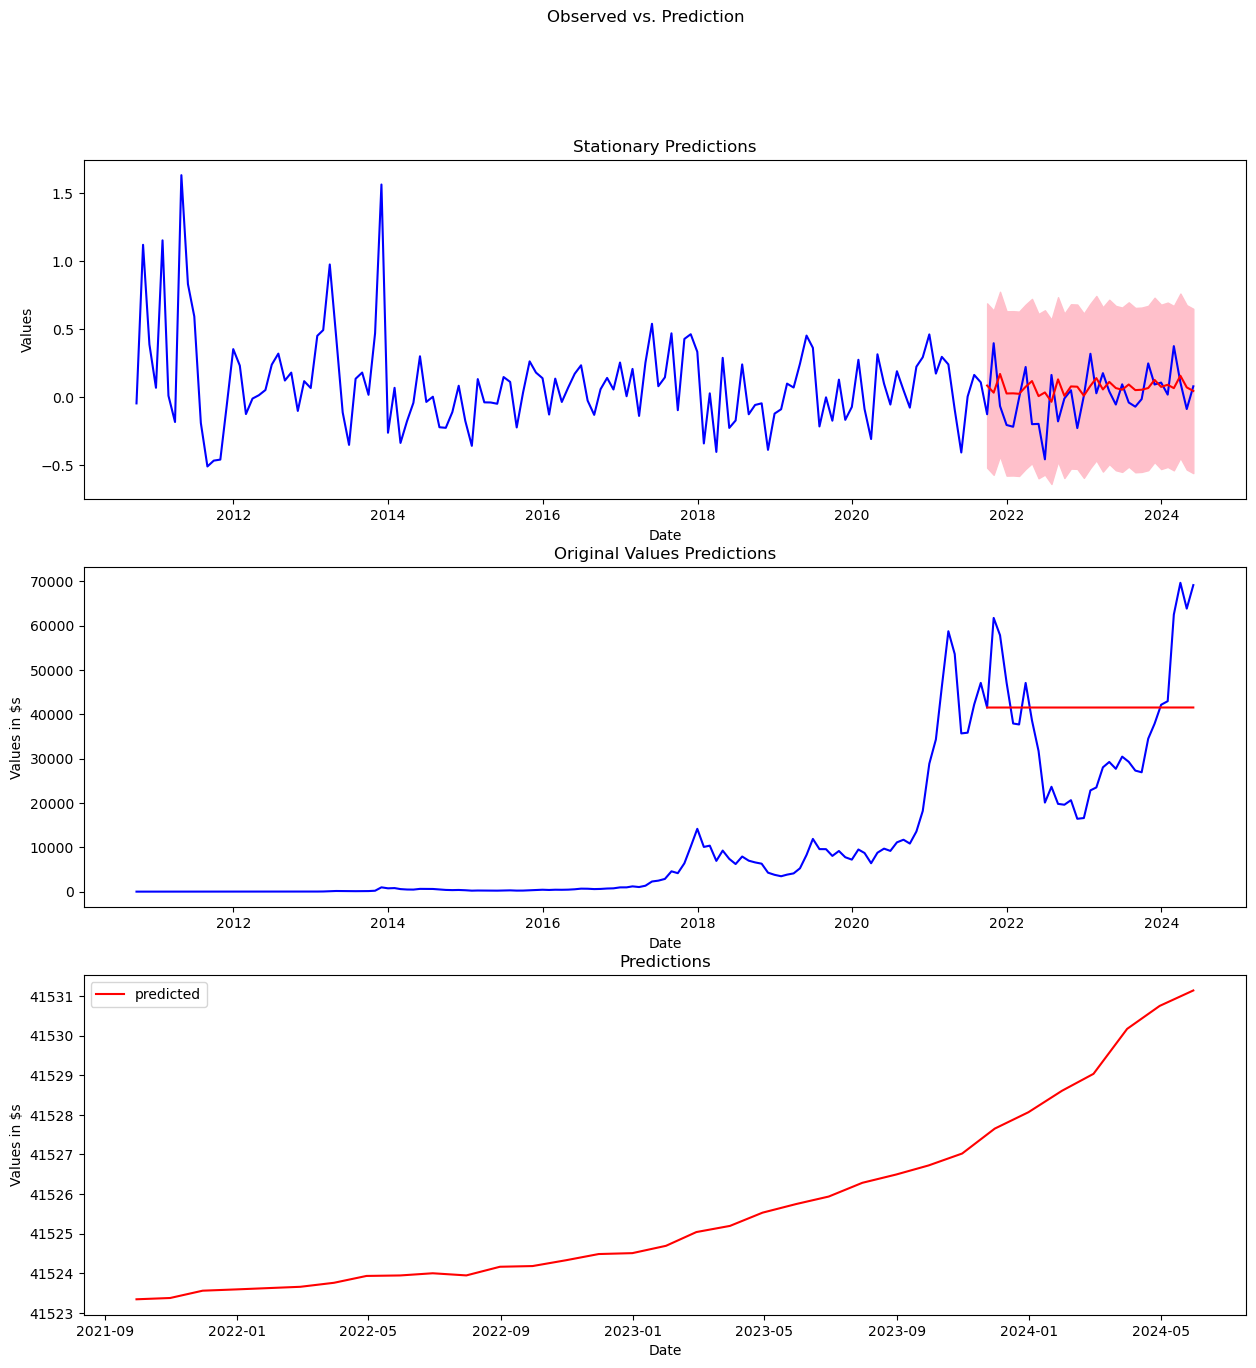 Observed vs. Prediction
Stationary Predictions
Values
1.5
1.0
0.5
0.0
−0.5
2012 2014 2016 2018 2020 2022 2024
Date
Original Values Predictions
Values in $s
70000
60000
50000
40000
30000
20000
10000
0
2012 2014 2016 2018 2020 2022 2024
Date
Predictions
predicted
Values in $s
41531
41530
41529
41528
41527
41526
41525
41524
41523
2021-09 2022-01 2022-05 2022-09 2023-01 2023-05 2023-09 2024-01 2024-05
Date